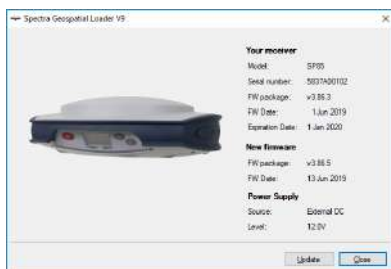 Spectra Geospatial Loader V9
Your receiver
Model: SP85
Serial number: 5837A00102
FW package: v3.86.3
FW Date: 1 Jun 2019
Expiration Date: 1 Jan 2020
New firmware
FW package: v3.86.5
FW Date: 13 Jun 2019
Power Supply
Source: External DC
Level: 12.0V
Update Close